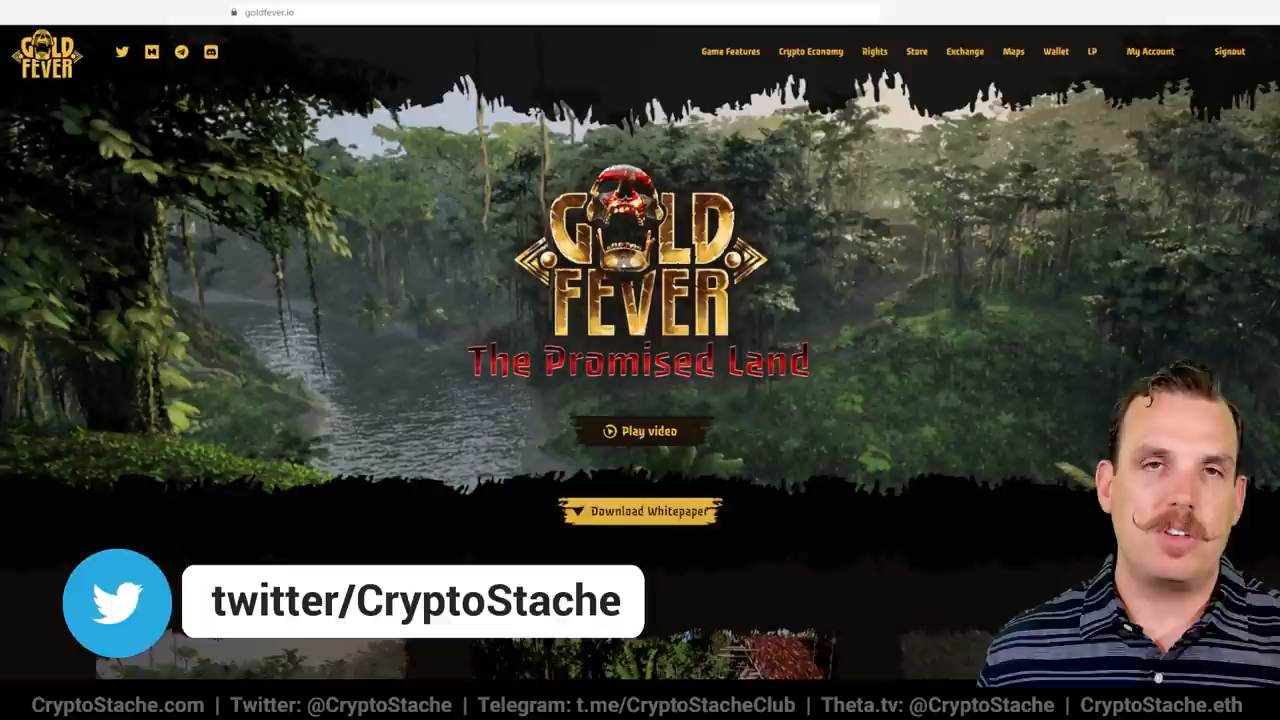 goldfever.io
GOLD
FEVER
Game Features Crypto Economy Rights Store Exchange Maps Wallet LP My Account Signout
GOLD
FEVER
The Promised Land
Play video
Download Whitepaper
twitter/CryptoStache
CryptoStache.com | Twitter: @CryptoStache | Telegram: t.me/CryptoStacheClub | Theta.tv: @CryptoStache | CryptoStache.eth